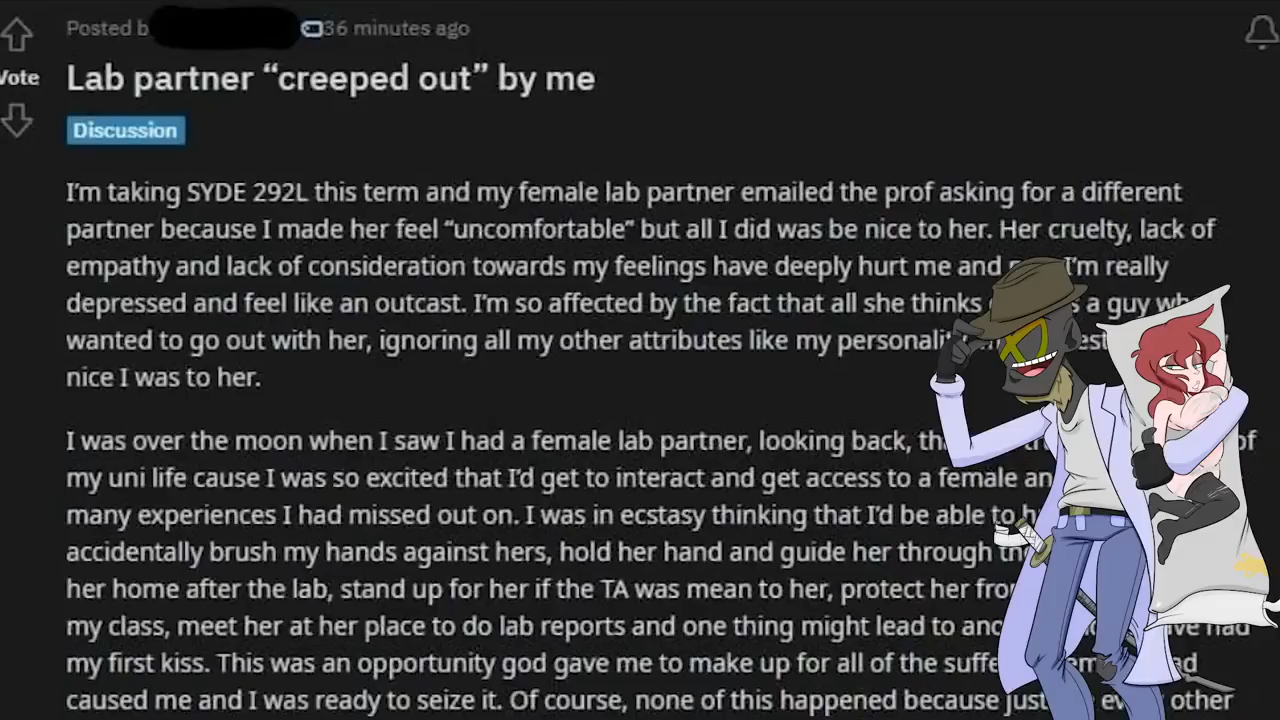 Posted b 36 minutes ago
Vote
Lab partner “creeped out” by me
Discussion
I’m taking SYDE 292L this term and my female lab partner emailed the prof asking for a different
partner because I made her feel “uncomfortable” but all I did was be nice to her. Her cruelty, lack of
empathy and lack of consideration towards my feelings have deeply hurt me and I’m really
depressed and feel like an outcast. I’m so affected by the fact that all she thinks a guy
wanted to go out with her, ignoring all my other attributes like my
nice I was to her.
I was over the moon when I saw I had a female lab partner, looking back, of
my uni life cause I was so excited that I’d get to interact and get access to a female
many experiences I had missed out on. I was in ecstasy thinking that I’d be able to
accidentally brush my hands against hers, hold her hand and guide her through
her home after the lab, stand up for her if the TA was mean to her, protect her
my class, meet her at her place to do lab reports and one thing might lead to had
my first kiss. This was an opportunity god gave me to make up for all of the
caused me and I was ready to seize it. Of course, none of this happened because other